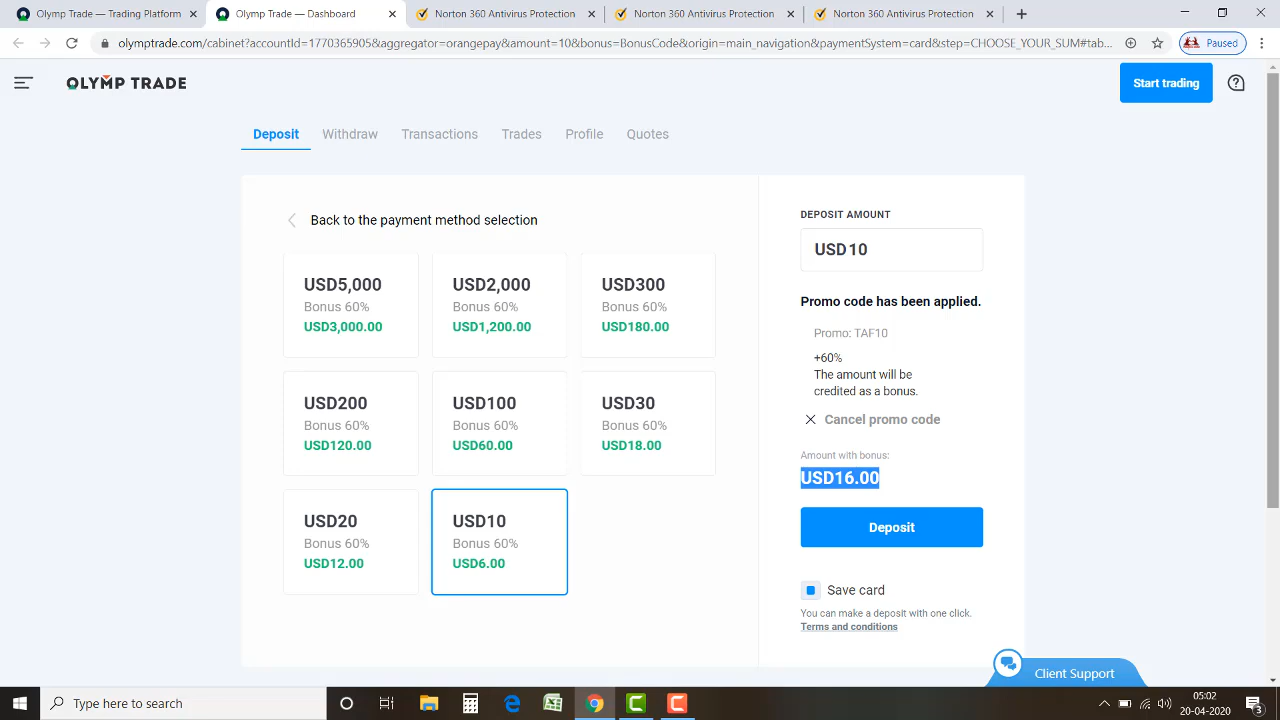 Olymp Trade — Trading Platform
Olymp Trade — Dashboard
Norton 360 Antivirus Protection
Norton 360 Antivirus Protection
Norton 360 Antivirus Protection
olymptrade.com/cabinet?accountId=1770365905&aggregator=orangepay&amount=10&bonusCode&origin=main_navigation&paymentSystem=card&step=CHOOSE_YOUR_SUM#tab...
Paused
OLYMP TRADE
Start trading
Deposit
Withdraw
Transactions
Trades
Profile
Quotes
Back to the payment method selection
USD5,000
Bonus 60%
USD3,000.00
USD2,000
Bonus 60%
USD1,200.00
USD300
Bonus 60%
USD180.00
USD200
Bonus 60%
USD120.00
USD100
Bonus 60%
USD60.00
USD30
Bonus 60%
USD18.00
USD20
Bonus 60%
USD12.00
USD10
Bonus 60%
USD6.00
DEPOSIT AMOUNT
USD10
Promo code has been applied.
Promo: TAF10
+60%
The amount will be
credited as a bonus.
Cancel promo code
Amount with bonus:
USD16.00
Deposit
Save card
You can make a deposit with one click.
Terms and conditions
Client Support
Type here to search
05:02
20-04-2020
3